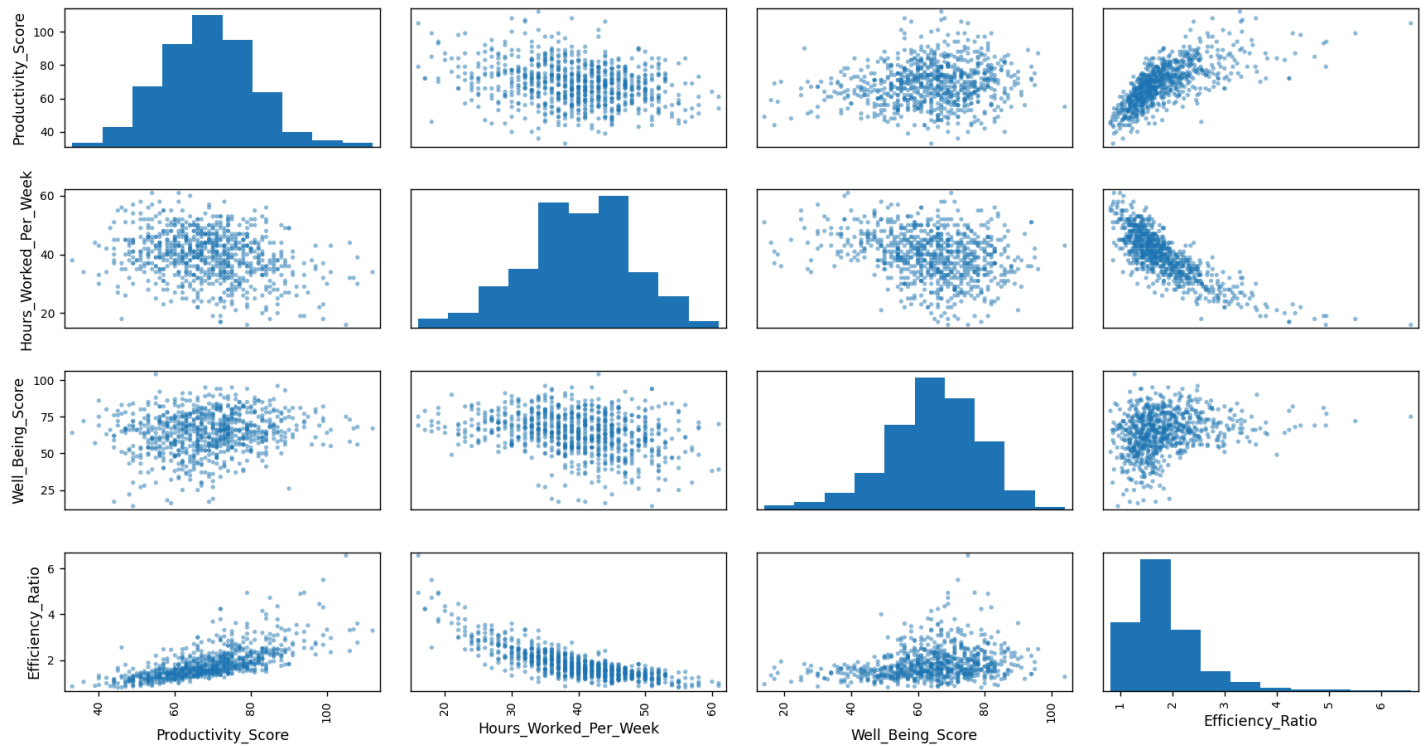 Productivity_Score
100
80
60
40
Hours_Worked_Per_Week
60
40
20
Well_Being_Score
100
75
50
25
Efficiency_Ratio
6
4
2
40 60 80 100 20 30 40 50 60 20 40 60 80 100 1 2 3 4 5 6
Productivity_Score Hours_Worked_Per_Week Well_Being_Score Efficiency_Ratio